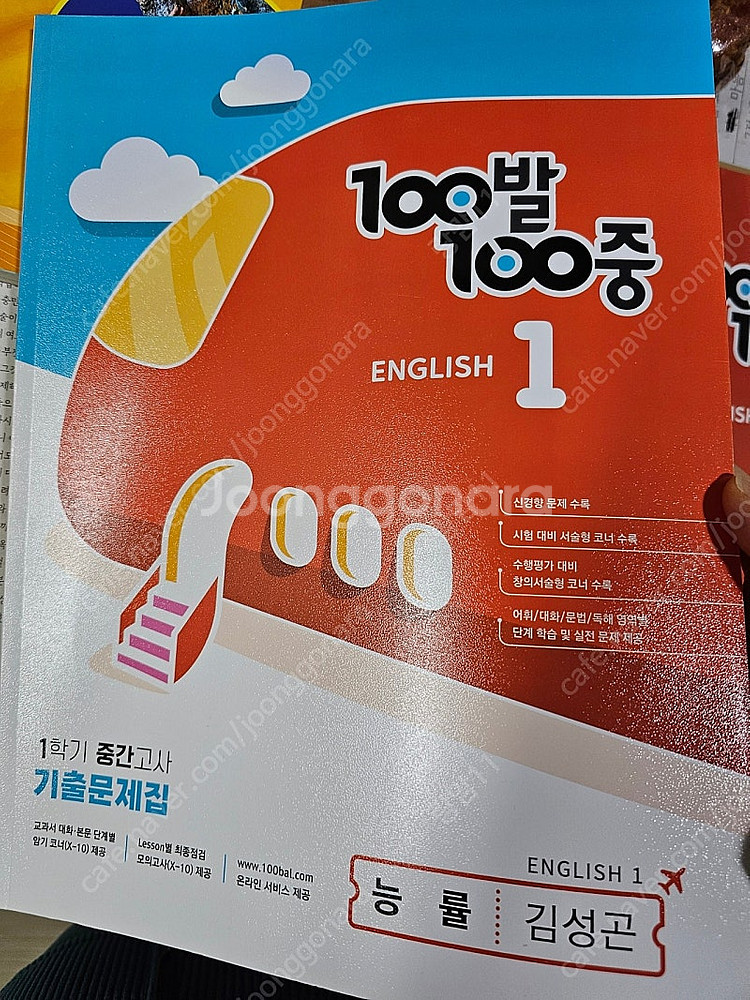 100발
100중
ENGLISH 1
신경향 문제 수록
시험 대비 서술형 코너 수록
수행평가 대비
창의서술형 코너 수록
어휘/대화/문법/독해 영역별
단계 학습 및 실전 문제 제공
1학기 중간고사
기출문제집
교과서 대화·본문 단계별
암기 코너(X-10) 제공
Lesson별 최종점검
모의고사(X-10) 제공
www.100bal.com
온라인 서비스 제공
ENGLISH 1
능률 김성곤
Joonggonara
cafe.naver.com/joonggonara